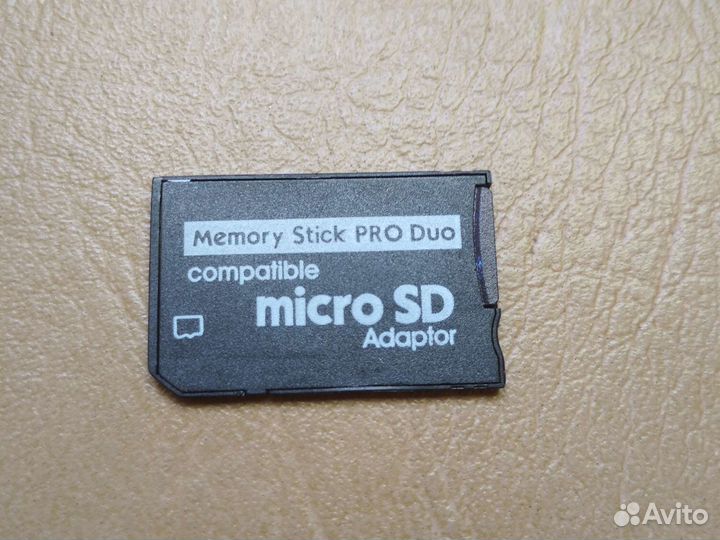 Memory Stick PRO Duo
compatible
micro SD
Adaptor
Avito